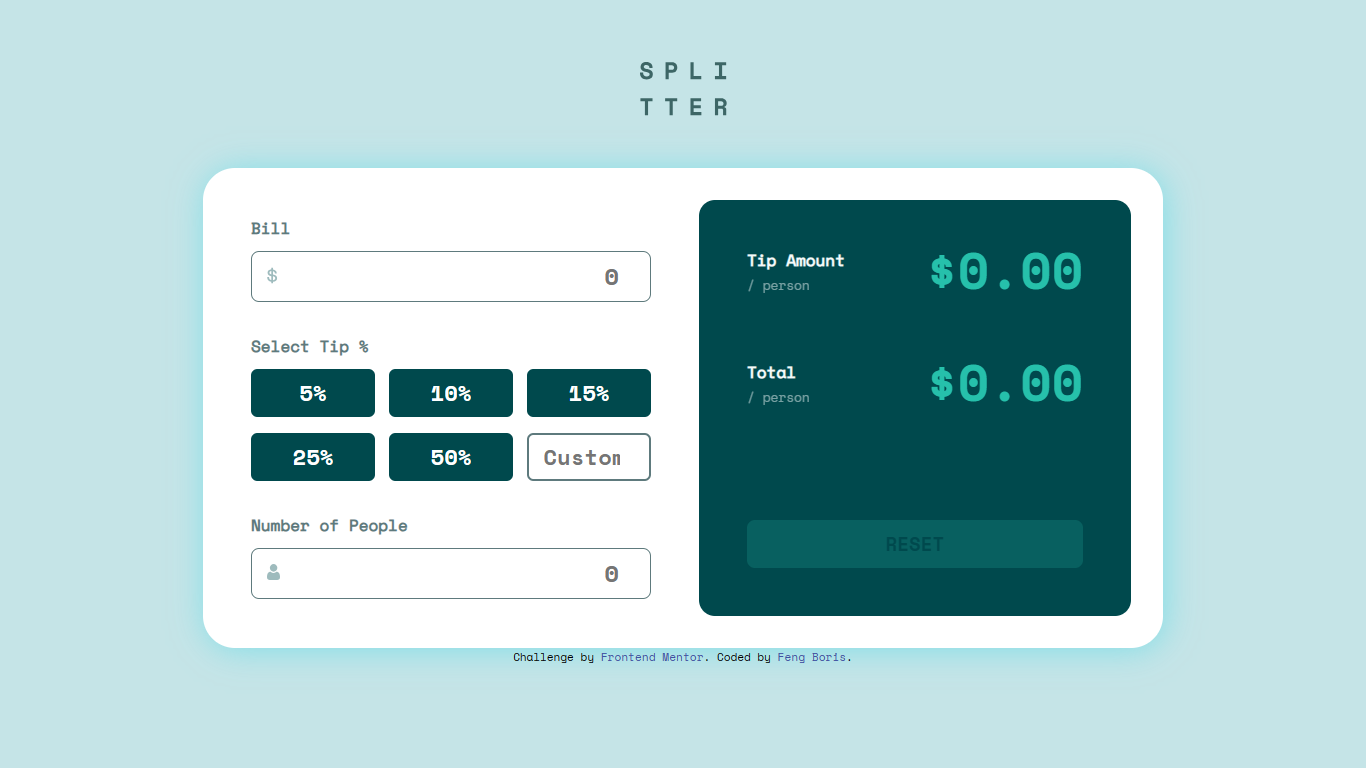 SPLI
TTER
Bill
$ 0
Select Tip %
5% 10% 15%
25% 50% Custom
Number of People
0
Tip Amount $0.00
/ person
Total $0.00
/ person
RESET
Challenge by Frontend Mentor. Coded by Feng Boris.